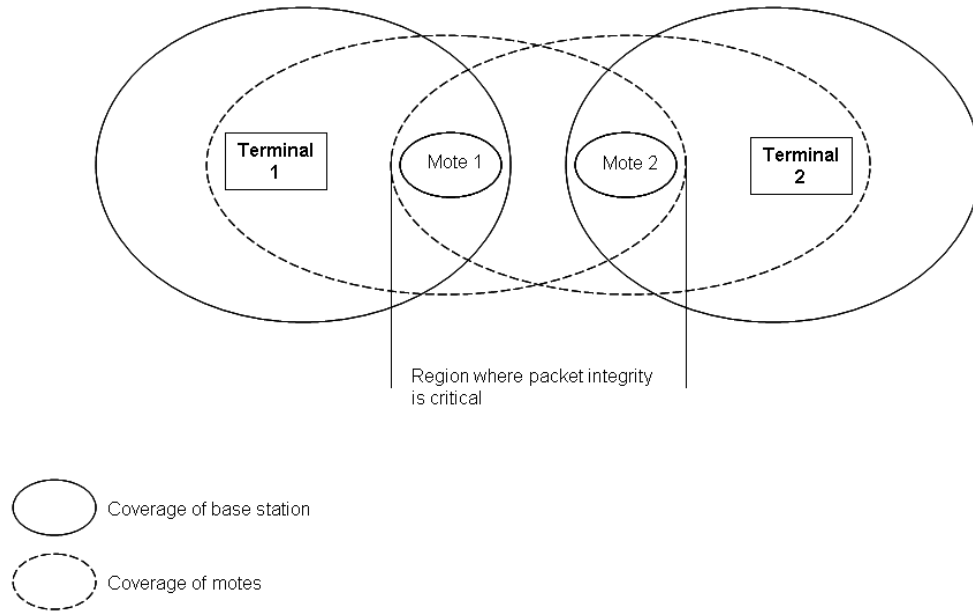 Terminal
1
Mote 1
Mote 2
Terminal
2
Region where packet integrity
is critical
Coverage of base station
Coverage of motes